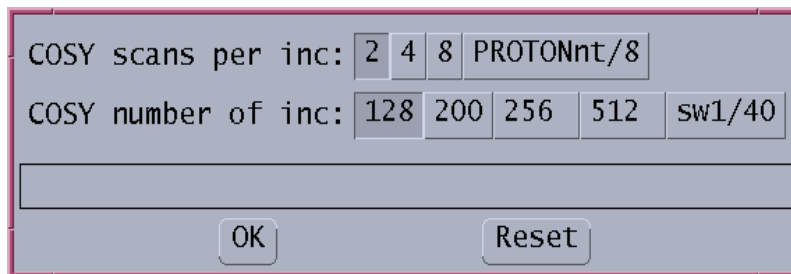 COSY scans per inc: 2 4 8 PROTONnt/8
COSY number of inc: 128 200 256 512 sw1/40
OK Reset